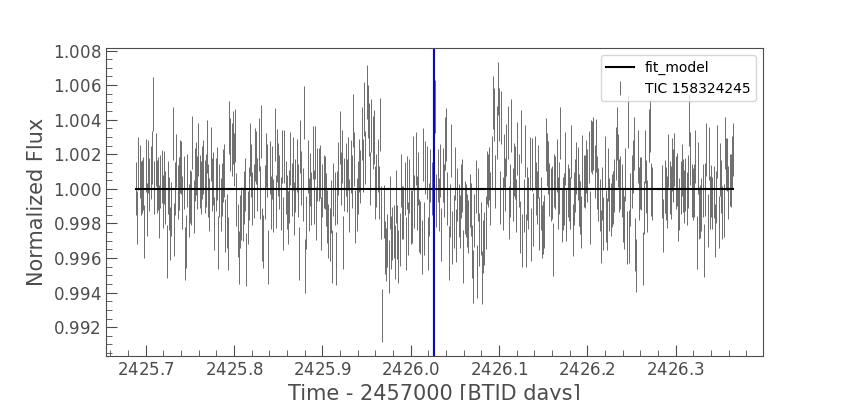 1.008
1.006
1.004
1.002
1.000
0.998
0.996
0.994
0.992
Normalized Flux
fit_model
TIC 158324245
2425.7 2425.8 2425.9 2426.0 2426.1 2426.2 2426.3
Time - 2457000 [BTJD days]